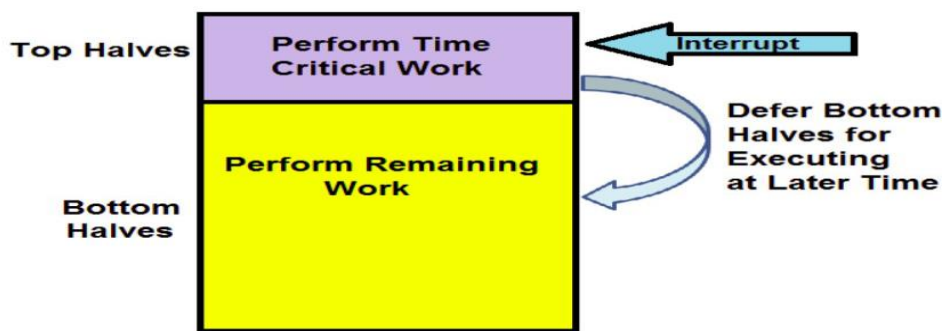 Top Halves
Perform Time
Critical Work
Interrupt
Defer Bottom
Halves for
Executing
at Later Time
Perform Remaining
Work
Bottom
Halves